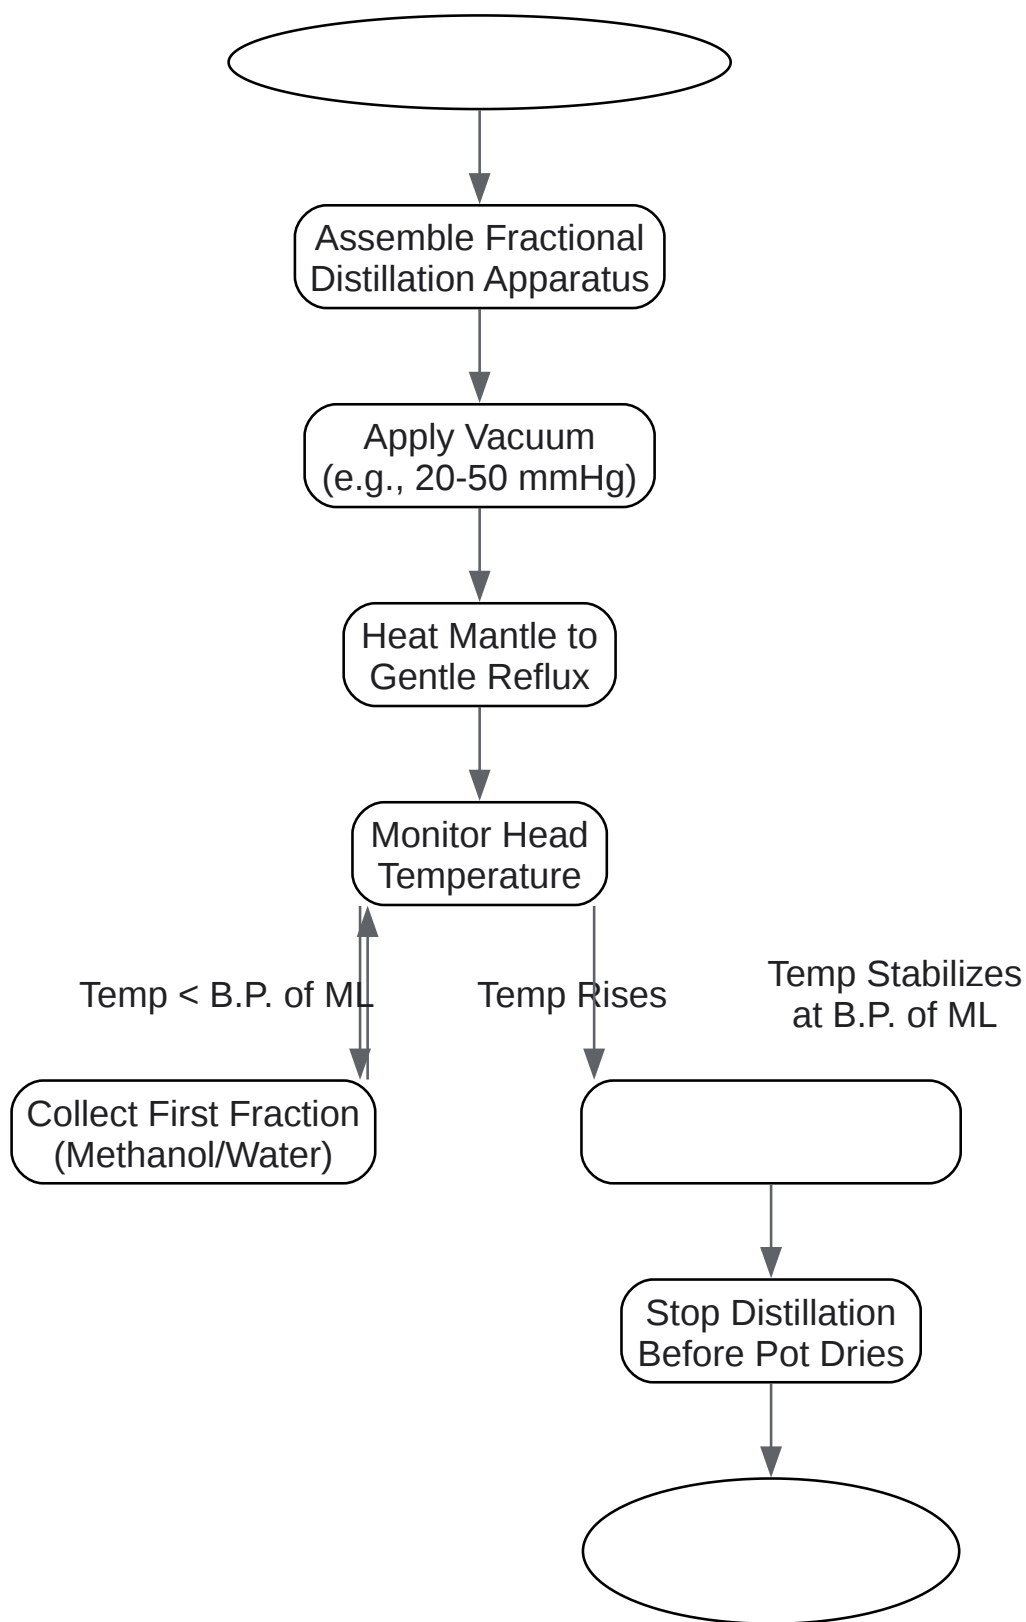 Assemble Fractional
Distillation Apparatus
Apply Vacuum
(e.g., 20-50 mmHg)
Heat Mantle to
Gentle Reflux
Monitor Head
Temperature
Temp < B.P. of ML
Temp Rises
Temp Stabilizes
at B.P. of ML
Collect First Fraction
(Methanol/Water)
Stop Distillation
Before Pot Dries